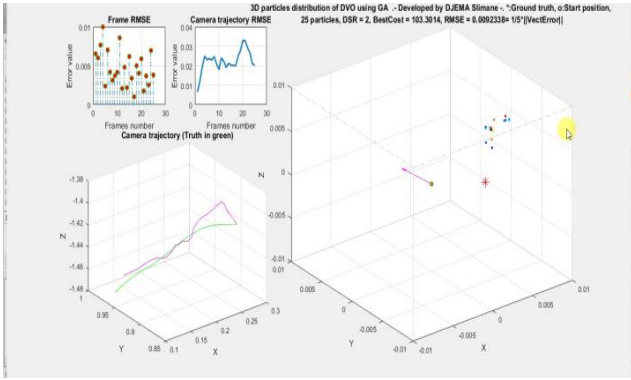 3D particles distribution of DVO using GA .- Developed by DJEMA Slimane -. *:Ground truth, o:Start position,
25 particles, DSR = 2, BestCost = 103.3014, RMSE = 0.0092338= 1/5*||VectError||
Frame RMSE
Camera trajectory RMSE
0.01
0.005
0
Error value
0 10 20 30
Frames number
0.04
0.03
0.02
0.01
0
Error value
0 10 20 30
Frames number
Camera trajectory (Truth in green)
-1.38
-1.4
-1.42
-1.44
-1.46
-1.48
Z
1
0.95
0.9
0.85
Y
0.1
0.15
0.2
0.25
0.3
X
0.01
0.005
0
-0.005
-0.01
Z
0.01
0.005
0
-0.005
-0.01
Y
-0.01
-0.005
0
0.005
0.01
X